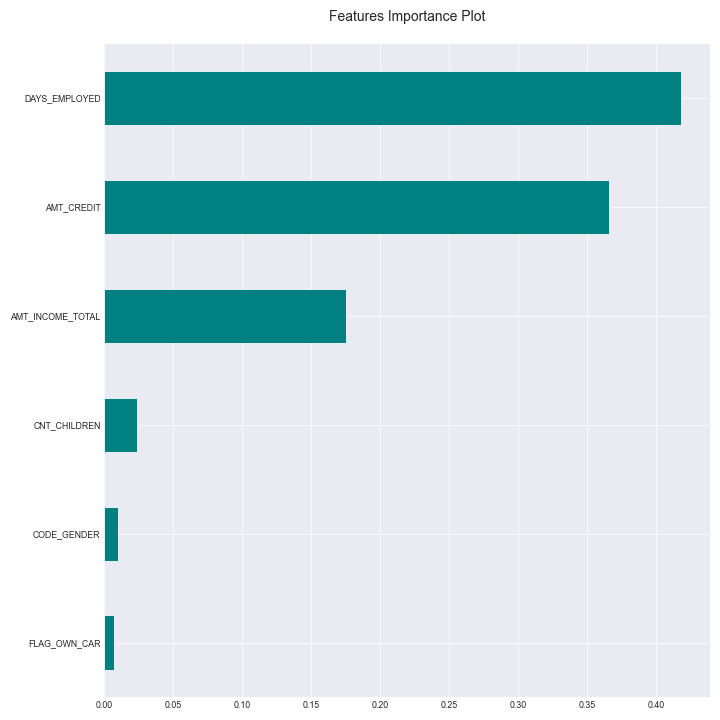 Features Importance Plot
DAYS_EMPLOYED
AMT_CREDIT
AMT_INCOME_TOTAL
CNT_CHILDREN
CODE_GENDER
FLAG_OWN_CAR
0.00 0.05 0.10 0.15 0.20 0.25 0.30 0.35 0.40